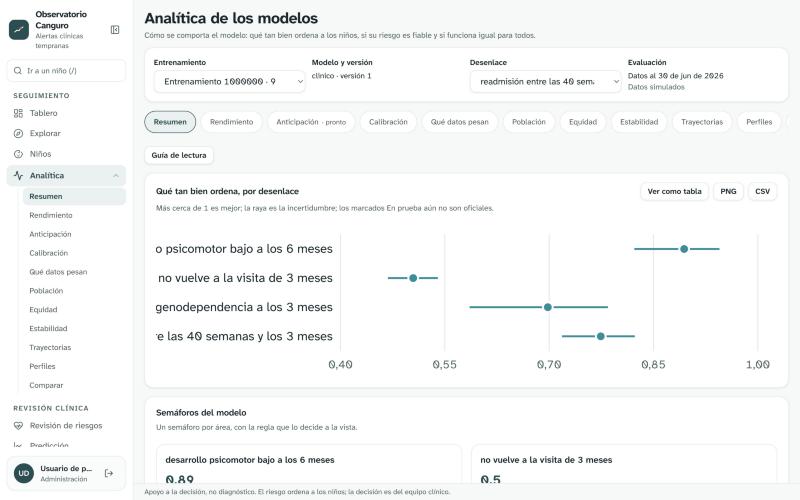 Observatorio
Canguro
Alertas clínicas
tempranas
Ir a un niño (/)
SEGUIMIENTO
Tablero
Explorar
Niños
Analítica
Resumen
Rendimiento
Anticipación
Calibración
Qué datos pesan
Población
Equidad
Estabilidad
Trayectorias
Perfiles
Comparar
REVISIÓN CLÍNICA
Revisión de riesgos
Predicción
UD
Usuario de p...
Administración
Analítica de los modelos
Cómo se comporta el modelo: qué tan bien ordena a los niños, si su riesgo es fiable y si funciona igual para todos.
Entrenamiento
Entrenamiento 1000000 · 9
Modelo y versión
clínico · versión 1
Desenlace
readmisión entre las 40 sem
Evaluación
Datos al 30 de jun de 2026
Datos simulados
Resumen
Rendimiento
Anticipación · pronto
Calibración
Qué datos pesan
Población
Equidad
Estabilidad
Trayectorias
Perfiles
Guía de lectura
Qué tan bien ordena, por desenlace
Ver como tabla
PNG
CSV
Más cerca de 1 es mejor; la raya es la incertidumbre; los marcados En prueba aún no son oficiales.
o psicomotor bajo a los 6 meses
no vuelve a la visita de 3 meses
genodependencia a los 3 meses
re las 40 semanas y los 3 meses
0,40 0,55 0,70 0,85 1,00
Semáforos del modelo
Un semáforo por área, con la regla que lo decide a la vista.
desarrollo psicomotor bajo a los 6 meses
0.89
no vuelve a la visita de 3 meses
0.5
Apoyo a la decisión, no diagnóstico. El riesgo ordena a los niños; la decisión es del equipo clínico.